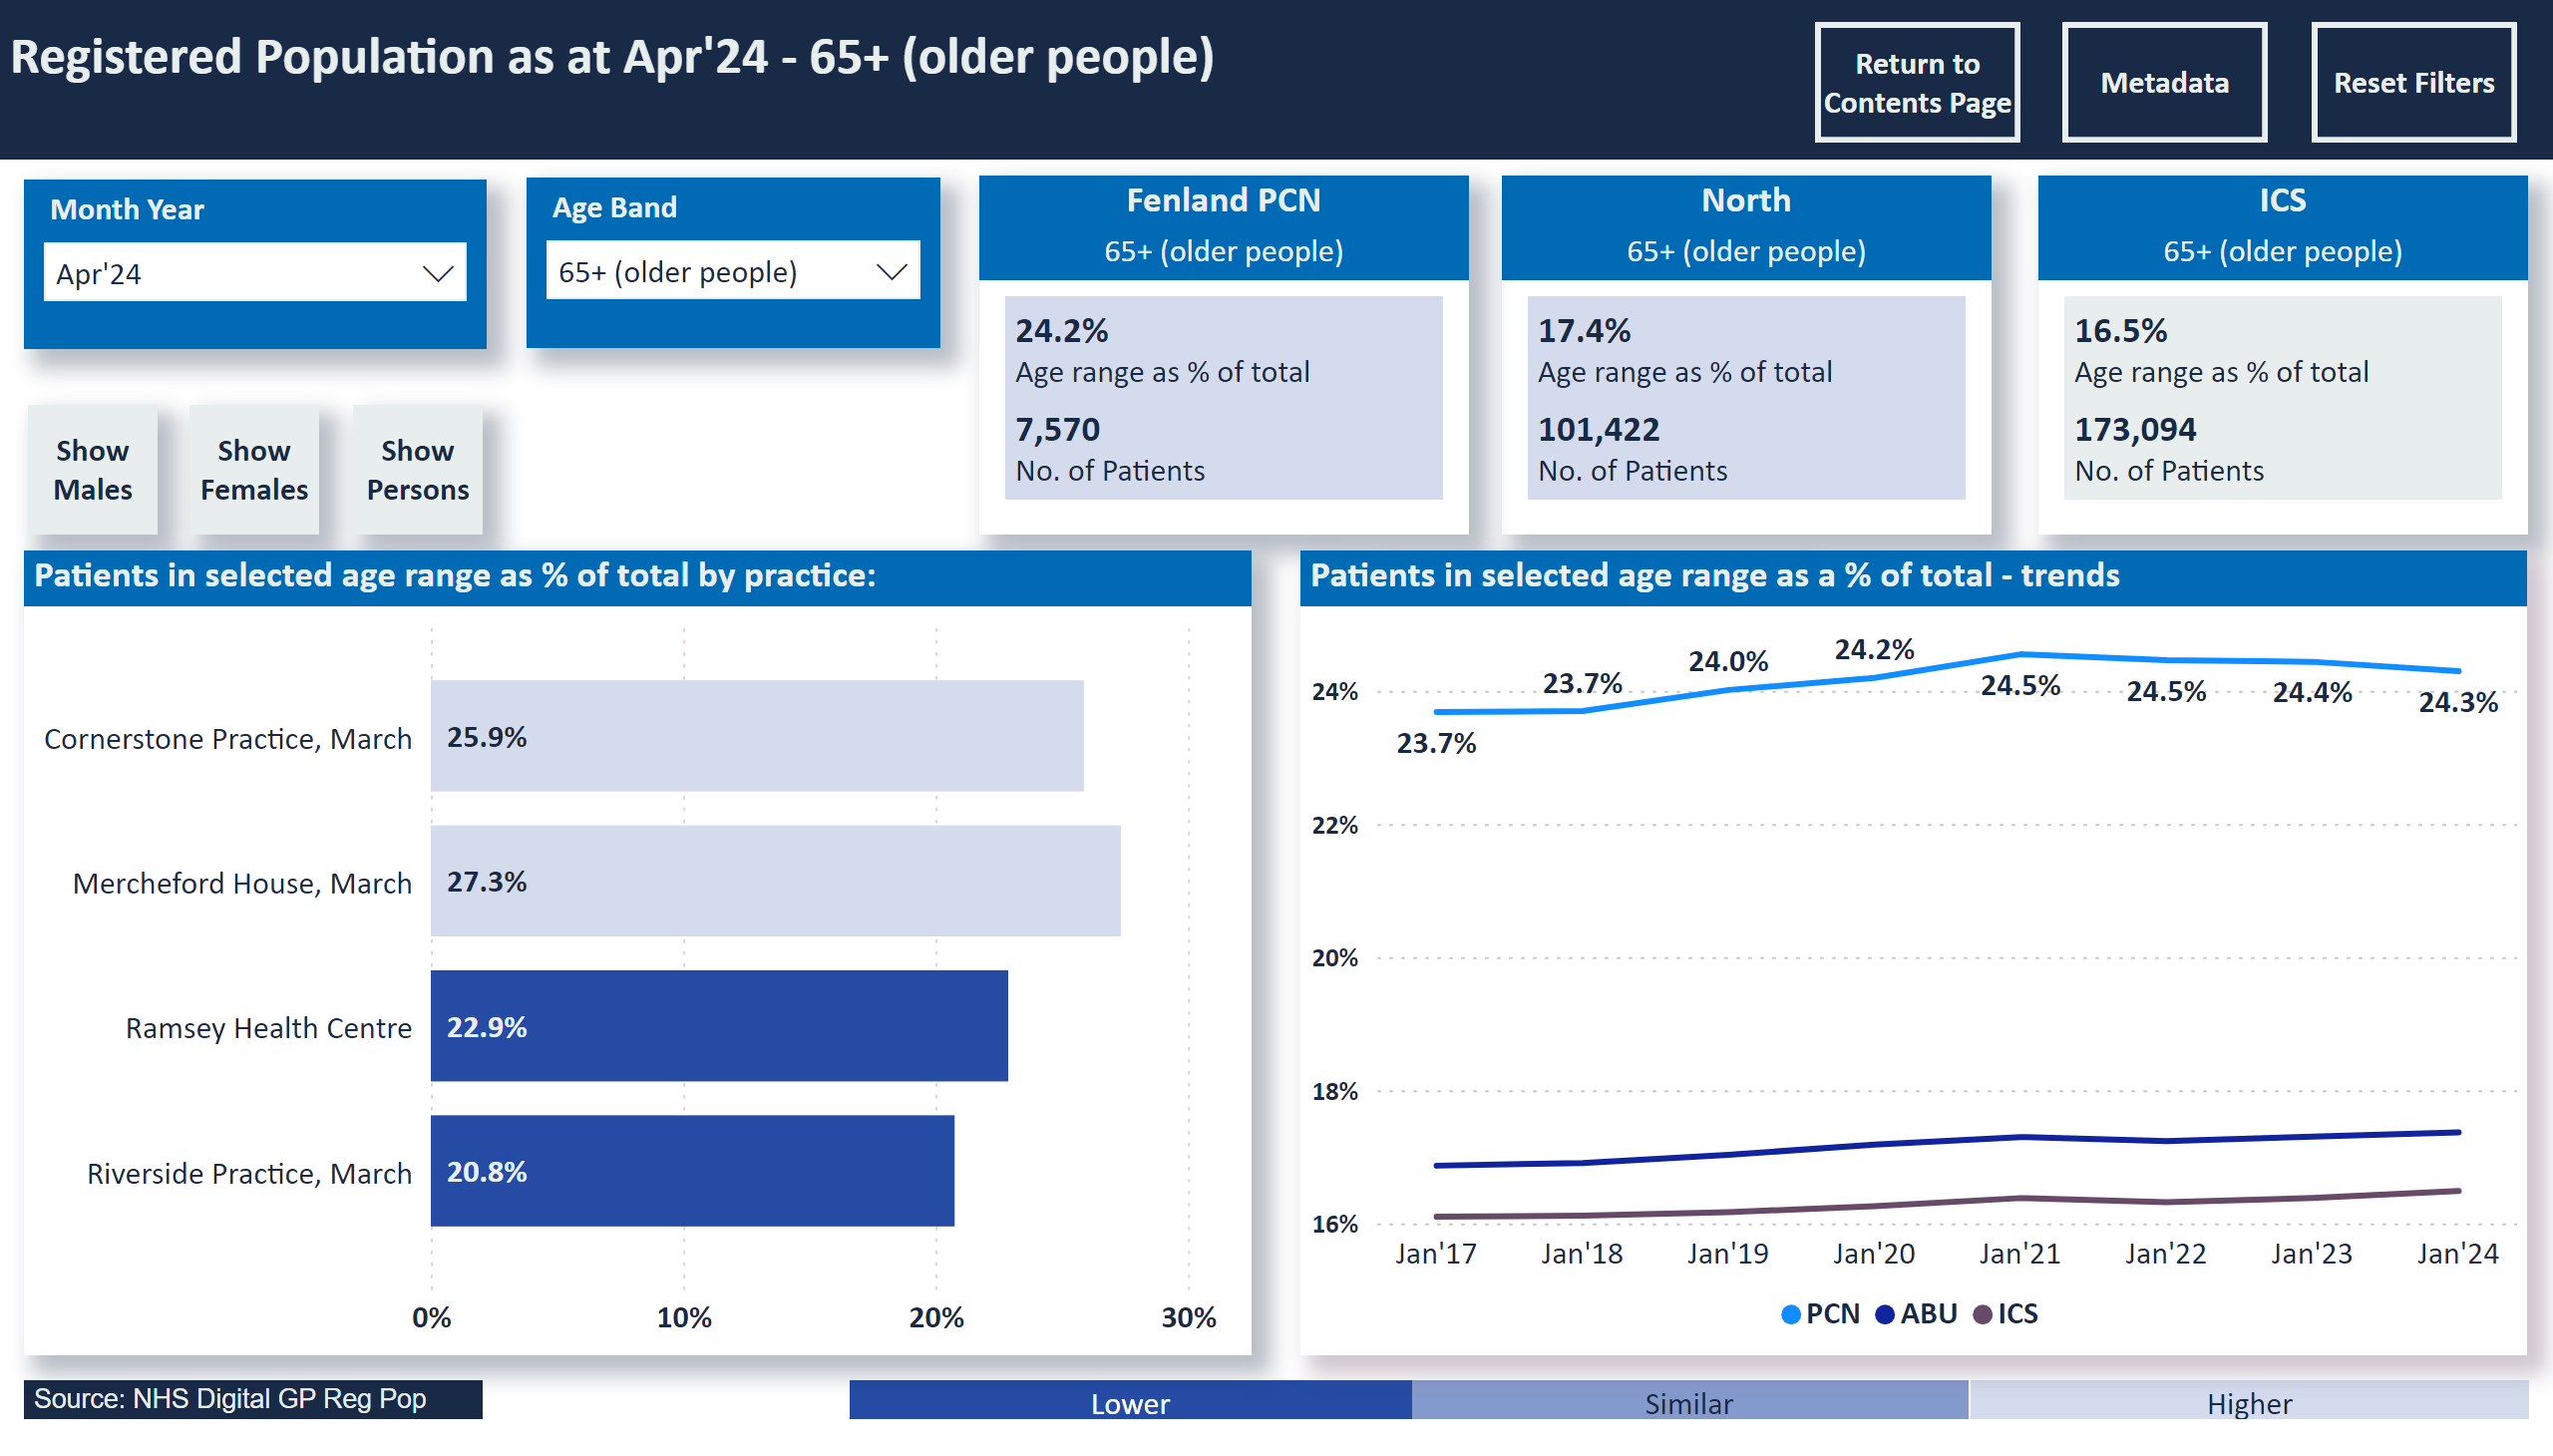 Registered Population as at Apr'24 - 65+ (older people)
Return to
Contents Page
Metadata
Reset Filters
Month Year
Apr'24
Age Band
65+ (older people)
Fenland PCN
65+ (older people)
24.2%
Age range as % of total
7,570
No. of Patients
North
65+ (older people)
17.4%
Age range as % of total
101,422
No. of Patients
ICS
65+ (older people)
16.5%
Age range as % of total
173,094
No. of Patients
Show
Males
Show
Females
Show
Persons
Patients in selected age range as % of total by practice:
Cornerstone Practice, March
25.9%
Mercheford House, March
27.3%
Ramsey Health Centre
22.9%
Riverside Practice, March
20.8%
0%
10%
20%
30%
Patients in selected age range as a % of total - trends
24%
22%
20%
18%
16%
23.7%
23.7%
24.0%
24.2%
24.5%
24.5%
24.4%
24.3%
Jan'17
Jan'18
Jan'19
Jan'20
Jan'21
Jan'22
Jan'23
Jan'24
PCN
ABU
ICS
Source: NHS Digital GP Reg Pop
Lower
Similar
Higher